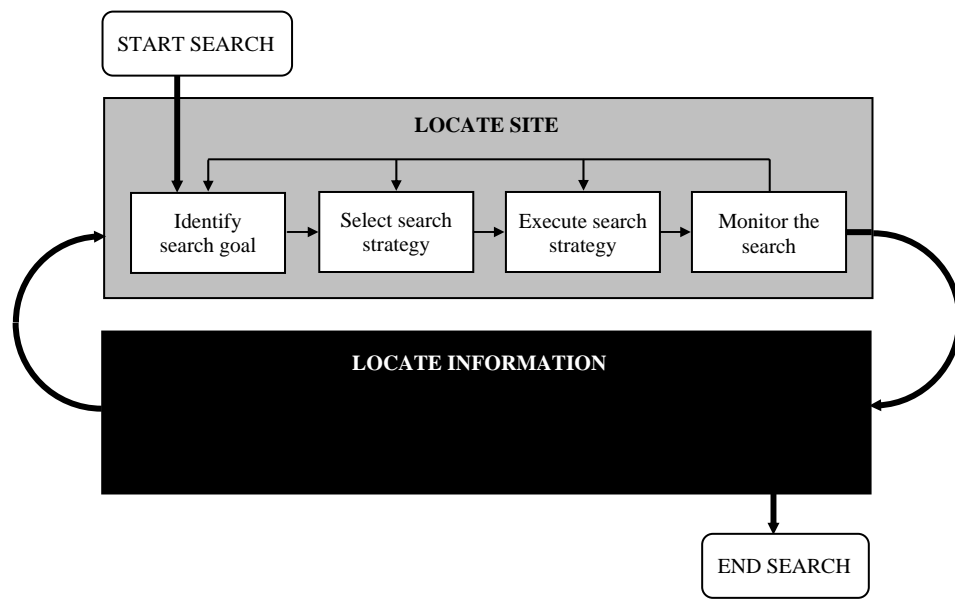 START SEARCH
LOCATE SITE
Identify
search goal
Select search
strategy
Execute search
strategy
Monitor the
search
LOCATE INFORMATION
END SEARCH